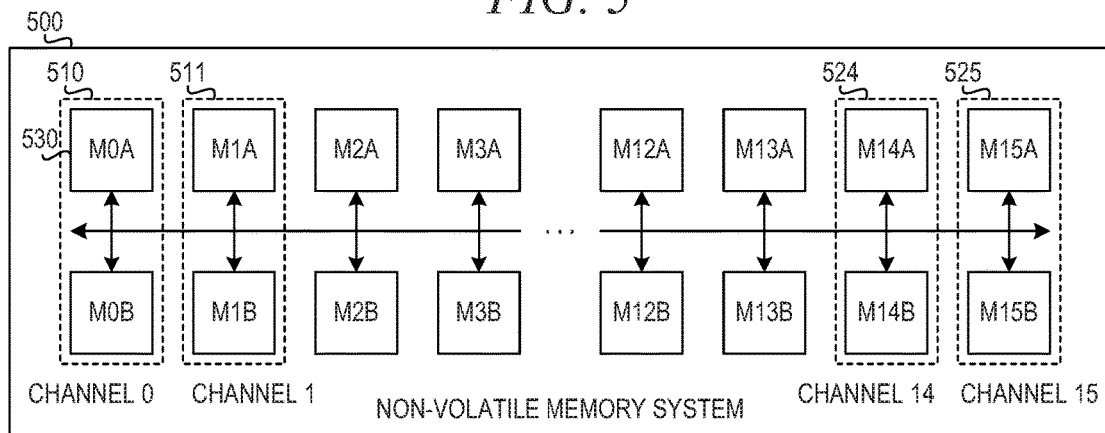 FIG. 5
500
510 511 524 525
530 M0A M1A M2A M3A M12A M13A M14A M15A
...
M0B M1B M2B M3B M12B M13B M14B M15B
CHANNEL 0 CHANNEL 1 CHANNEL 14 CHANNEL 15
NON-VOLATILE MEMORY SYSTEM